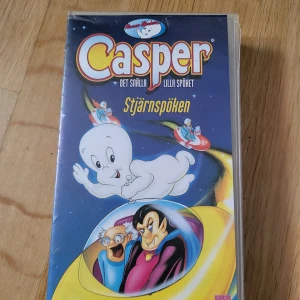 Casper
DET SNÄLLA LILLA SPÖKET
Stjärnspöken